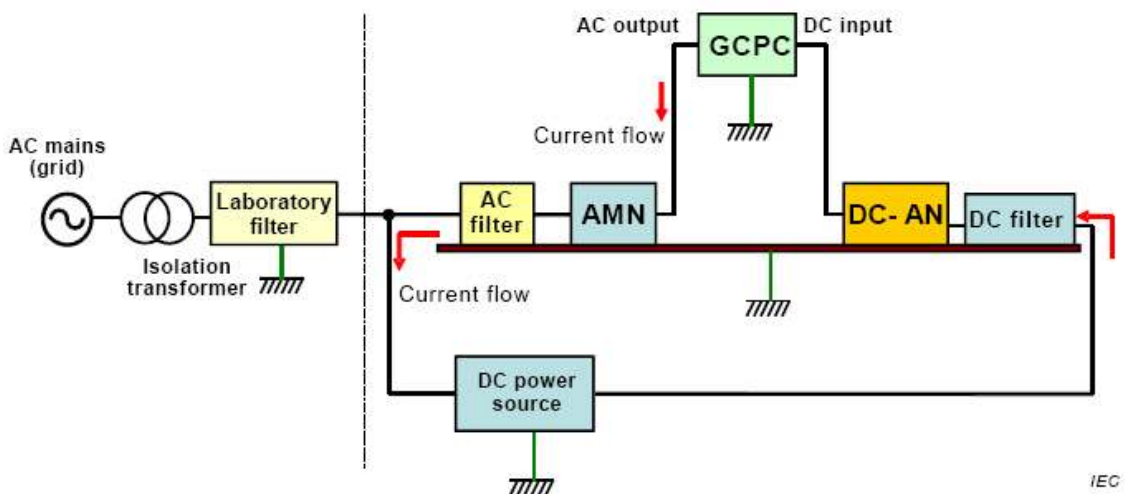 AC output
GCPC
DC input
Current flow
AC mains
(grid)
Laboratory
filter
AC
filter
AMN
DC- AN
DC filter
Isolation
transformer
Current flow
DC power
source
IEC